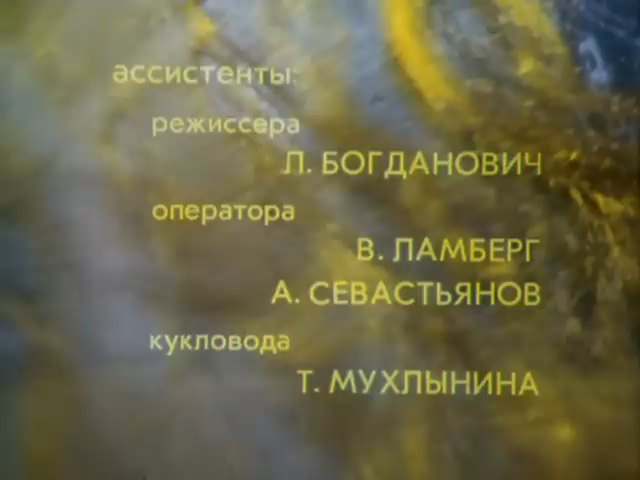 ассистенты:
режиссера
Л. БОГДАНОВИЧ
оператора
В. ЛАМБЕРГ
А. СЕВАСТЬЯНОВ
кукловода
Т. МУХЛЫНИНА